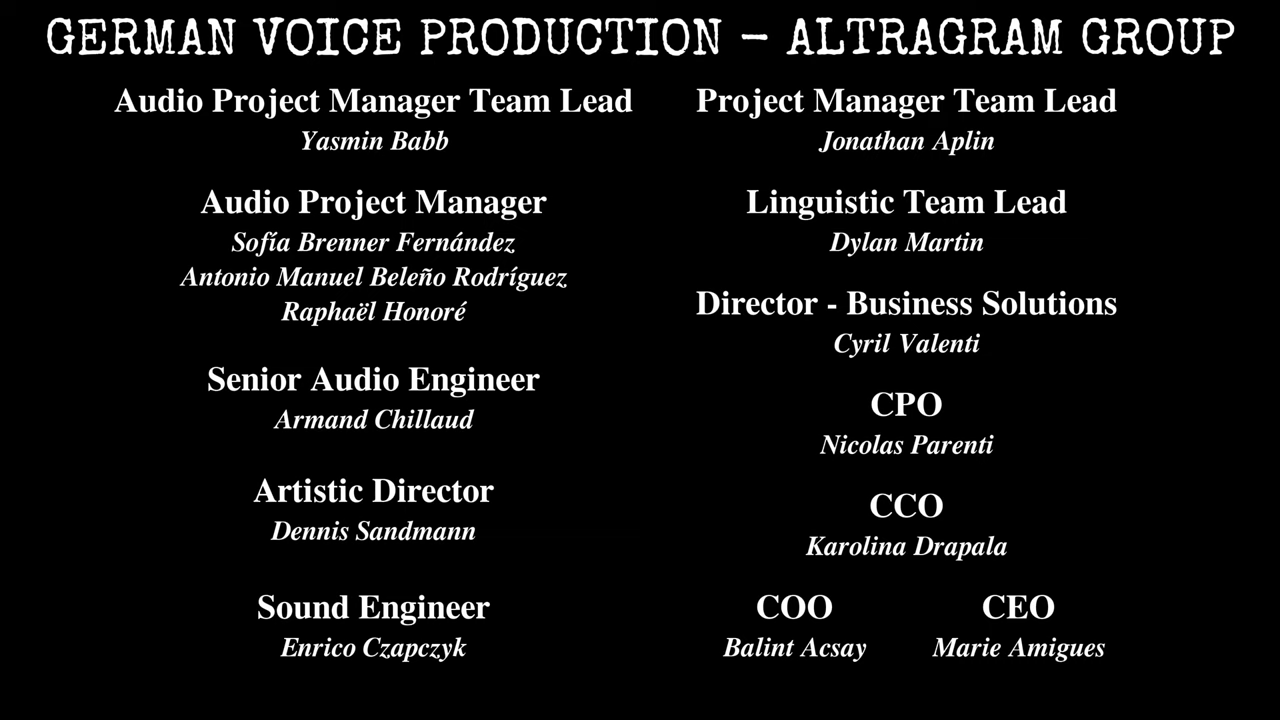 GERMAN VOICE PRODUCTION – ALTRAGRAM GROUP
Audio Project Manager Team Lead
Yasmin Babb
Audio Project Manager
Sofía Brenner Fernández
Antonio Manuel Beleño Rodríguez
Raphaël Honoré
Senior Audio Engineer
Armand Chillaud
Artistic Director
Dennis Sandmann
Sound Engineer
Enrico Czapczyk
Project Manager Team Lead
Jonathan Aplin
Linguistic Team Lead
Dylan Martin
Director - Business Solutions
Cyril Valenti
CPO
Nicolas Parenti
CCO
Karolina Drapala
COO
Balint Acsay
CEO
Marie Amigues